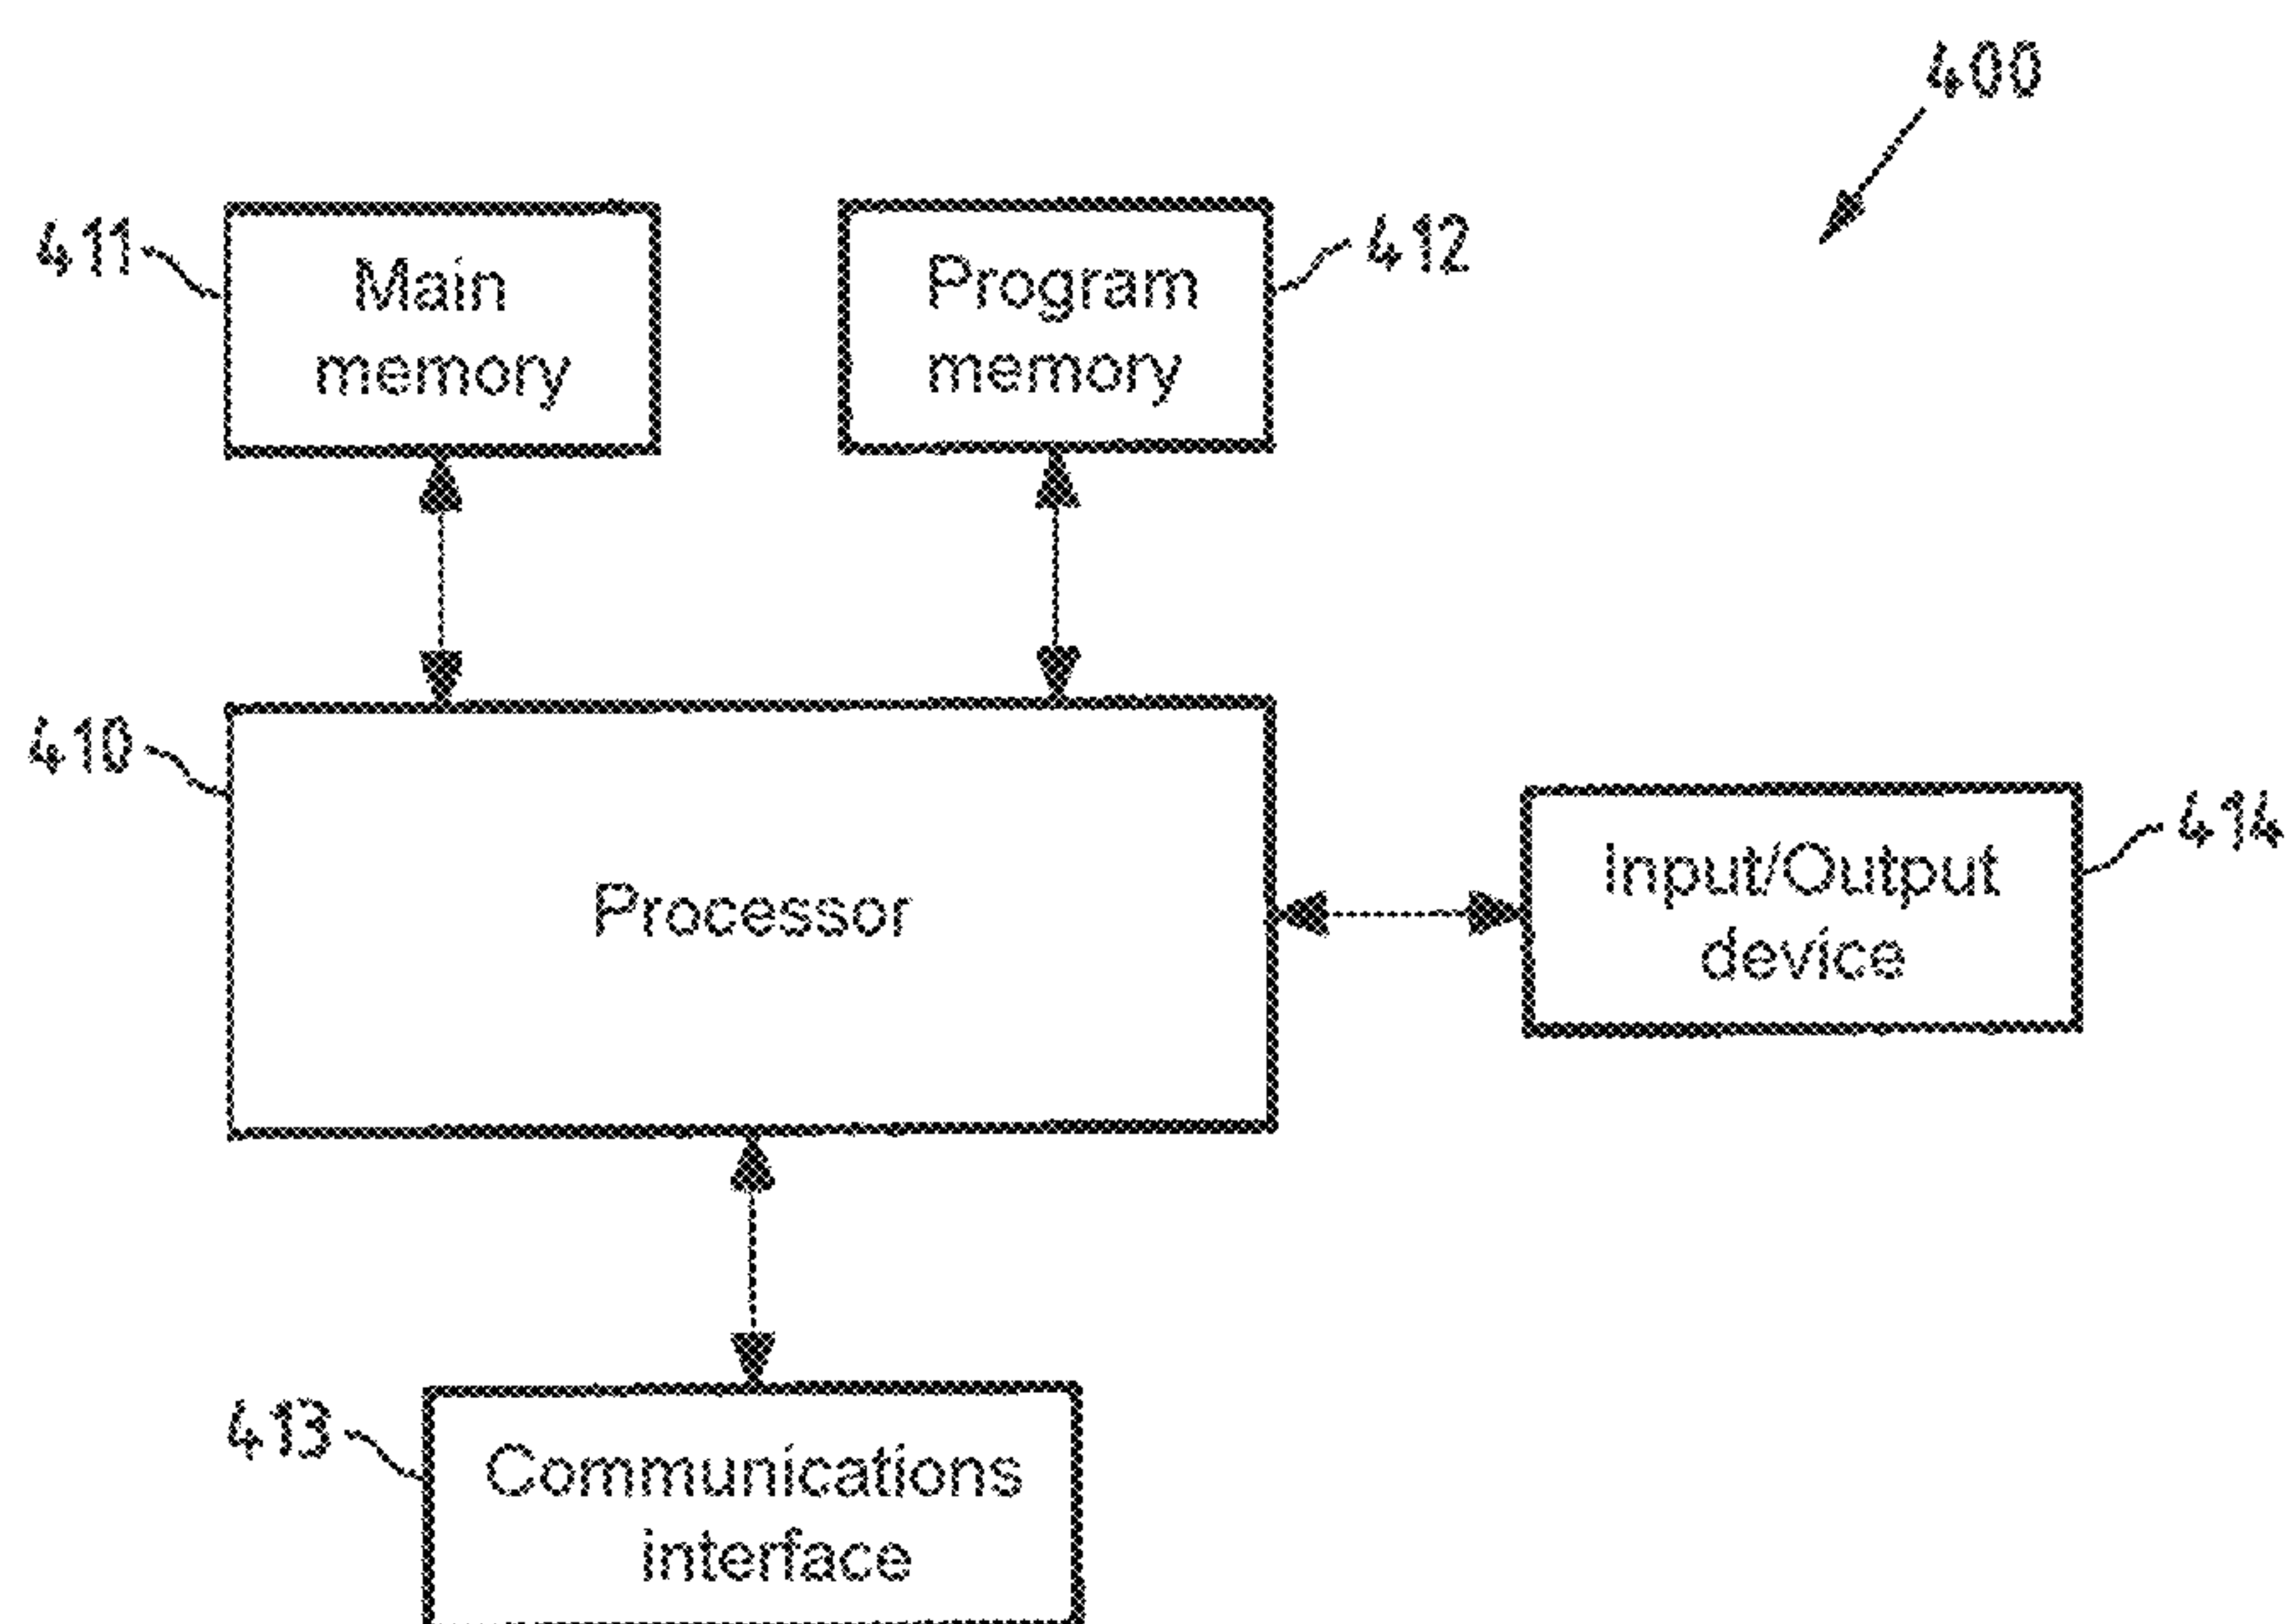 400
411
Main
memory
412
Program
memory
410
Processor
414
Input/Output
device
413
Communications
interface